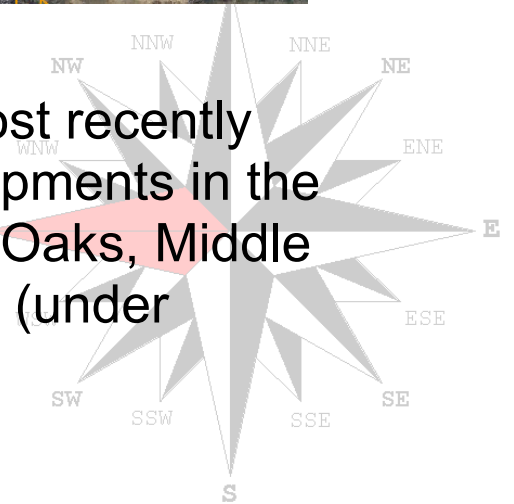 NNW NNE
NW NE
ost recently
WNW ENE
pments in the
E
Oaks, Middle
(under
ESE
SW SE
SSW SSE
S